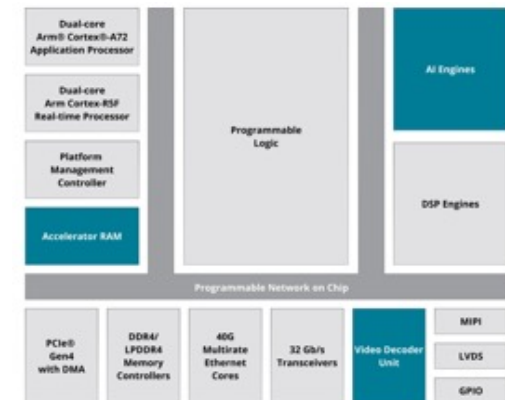 Dual-core
Arm® Cortex®-A72
Application Processor
Dual-core
Arm Cortex-R5F
Real-time Processor
Platform
Management
Controller
Accelerator RAM
Programmable
Logic
AI Engines
DSP Engines
Programmable Network on Chip
PCIe®
Gen4
with DMA
DDR4/
LPDDR4
Memory
Controllers
40G
Multirate
Ethernet
Cores
32 Gb/s
Transceivers
Video Decoder
Unit
MIPI
LVDS
GPIO